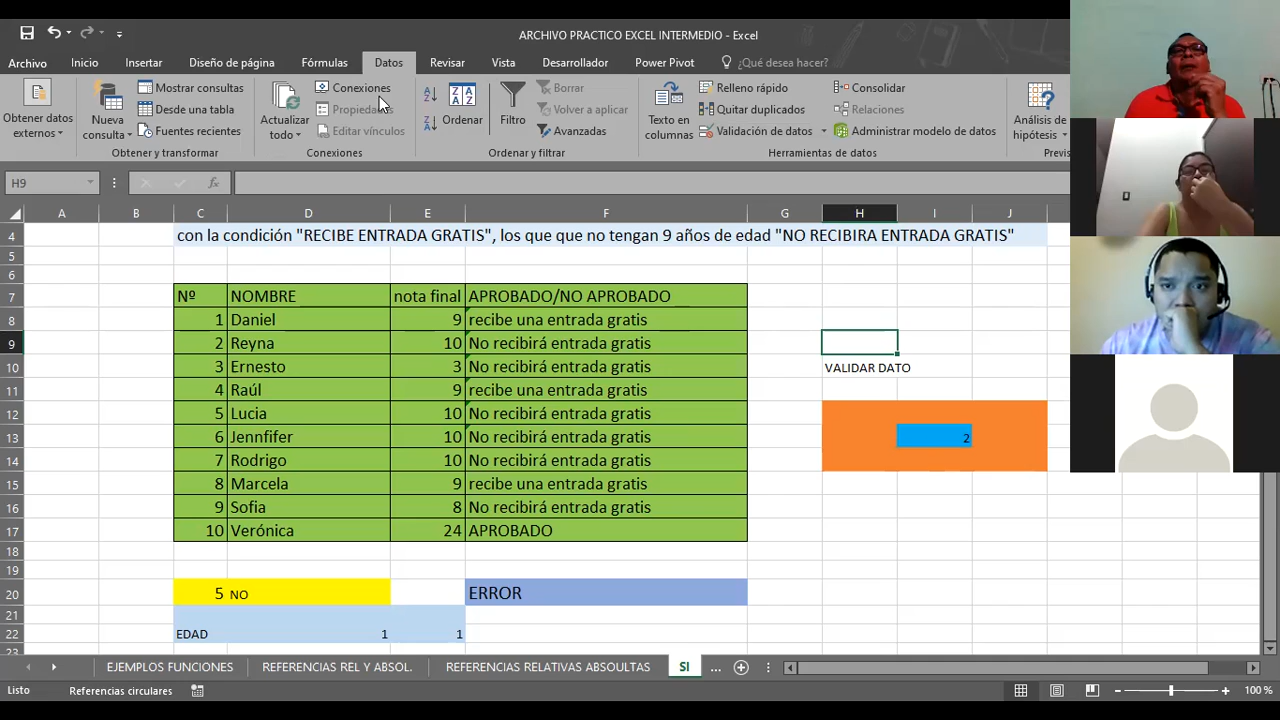 ARCHIVO PRACTICO EXCEL INTERMEDIO - Excel
Archivo Inicio Insertar Diseño de página Fórmulas Datos Revisar Vista Desarrollador Power Pivot ¿Qué desea hacer?
Obtener datos externos
Nueva consulta
Mostrar consultas
Desde una tabla
Fuentes recientes
Obtener y transformar
Actualizar todo
Conexiones
Editar vínculos
Conexiones
Ordenar
Filtro
Borrar
Volver a aplicar
Avanzadas
Ordenar y filtrar
Texto en columnas
Relleno rápido
Quitar duplicados
Validación de datos
Consolidar
Relaciones
Administrar modelo de datos
Herramientas de datos
Análisis de hipótesis
H9 fx
A B C D E F G H I J
4 con la condición "RECIBE ENTRADA GRATIS", los que que no tengan 9 años de edad "NO RECIBIRA ENTRADA GRATIS"
5
6
7 Nº NOMBRE nota final APROBADO/NO APROBADO
8 1 Daniel 9 recibe una entrada gratis
9 2 Reyna 10 No recibirá entrada gratis
10 3 Ernesto 3 No recibirá entrada gratis VALIDAR DATO
11 4 Raúl 9 recibe una entrada gratis
12 5 Lucia 10 No recibirá entrada gratis
13 6 Jennfifer 10 No recibirá entrada gratis 2
14 7 Rodrigo 10 No recibirá entrada gratis
15 8 Marcela 9 recibe una entrada gratis
16 9 Sofia 8 No recibirá entrada gratis
17 10 Verónica 24 APROBADO
18
19
20 5 NO ERROR
21
22 EDAD 1 1
23
EJEMPLOS FUNCIONES REFERENCIAS REL Y ABSOL. REFERENCIAS RELATIVAS ABSOULTAS SI ...
Listo Referencias circulares 100 %